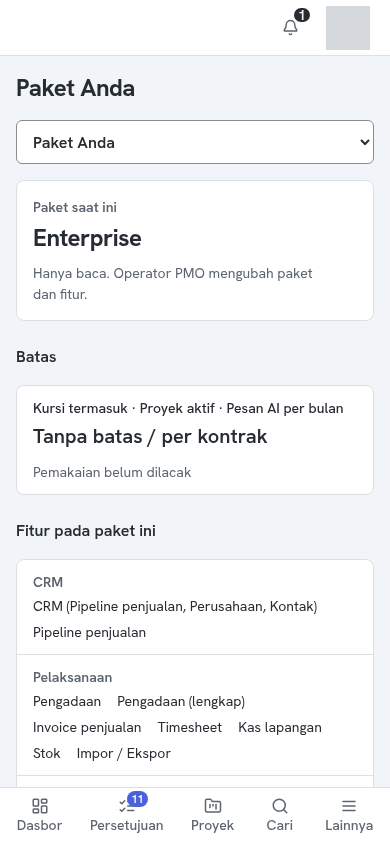 1
Paket Anda
Paket Anda
Paket saat ini
Enterprise
Hanya baca. Operator PMO mengubah paket
dan fitur.
Batas
Kursi termasuk · Proyek aktif · Pesan AI per bulan
Tanpa batas / per kontrak
Pemakaian belum dilacak
Fitur pada paket ini
CRM
CRM (Pipeline penjualan, Perusahaan, Kontak)
Pipeline penjualan
Pelaksanaan
Pengadaan Pengadaan (lengkap)
Invoice penjualan Timesheet Kas lapangan
Stok Impor / Ekspor
11
Dasbor Persetujuan Proyek Cari Lainnya